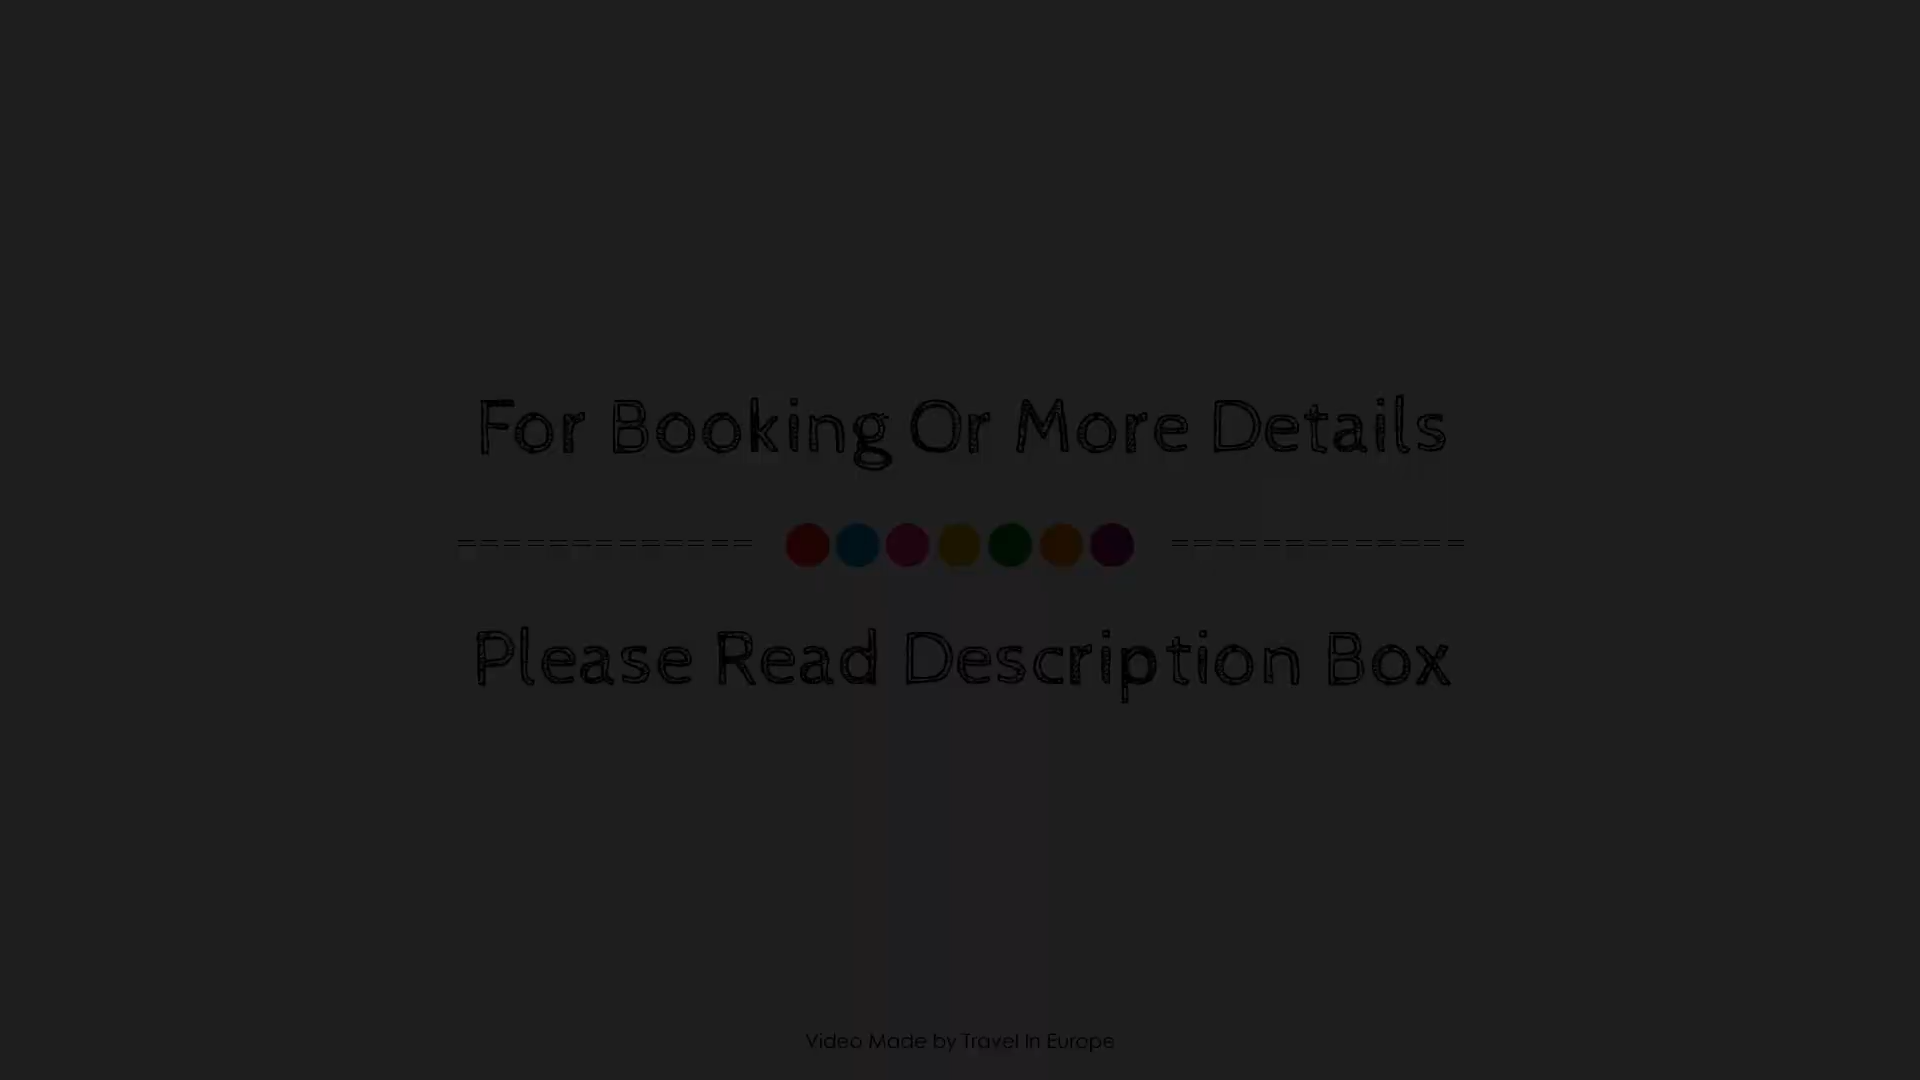 For Booking Or More Details
============= =============
Please Read Description Box
Video Made by Travel In Europe